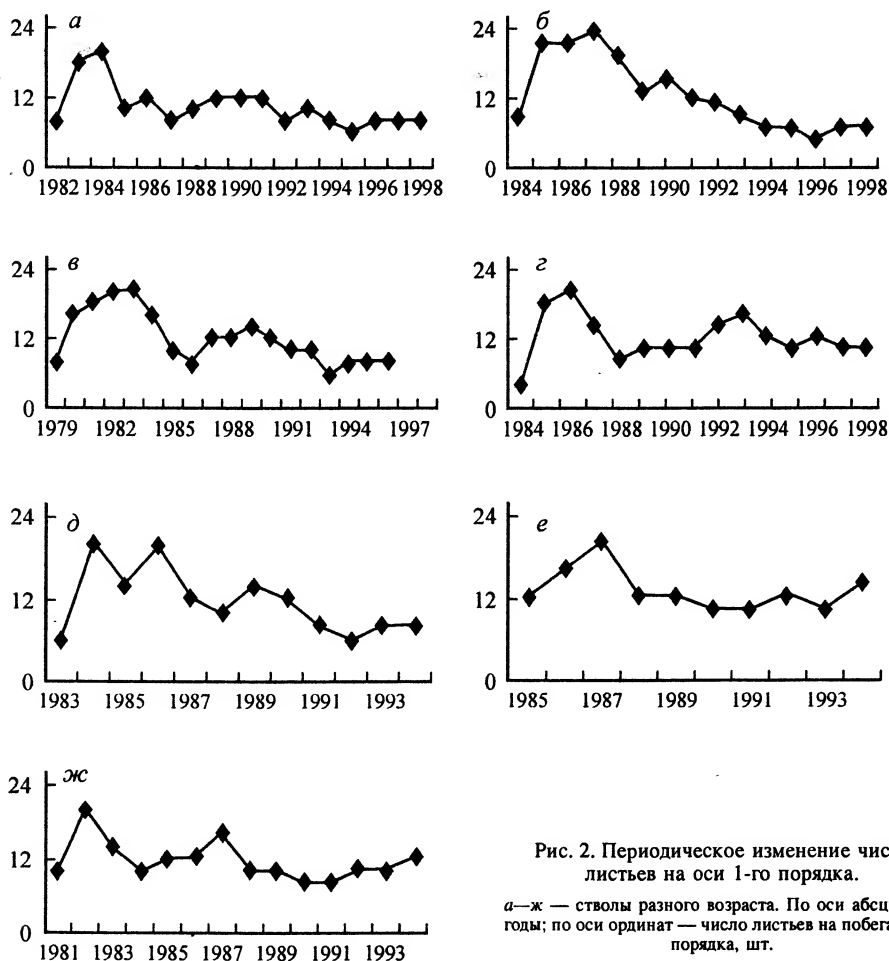 а
24
12
0
1982 1984 1986 1988 1990 1992 1994 1996 1998
б
24
12
0
1984 1986 1988 1990 1992 1994 1996 1998
в
24
12
0
1979 1982 1985 1988 1991 1994 1997
г
24
12
0
1984 1986 1988 1990 1992 1994 1996 1998
д
24
12
0
1983 1985 1987 1989 1991 1993
е
24
12
0
1985 1987 1989 1991 1993
ж
24
12
0
1981 1983 1985 1987 1989 1991 1993
Рис. 2. Периодическое изменение чис
листьев на оси 1-го порядка.
а—ж — стволы разного возраста. По оси абсц
годы; по оси ординат — число листьев на побега
порядка, шт.